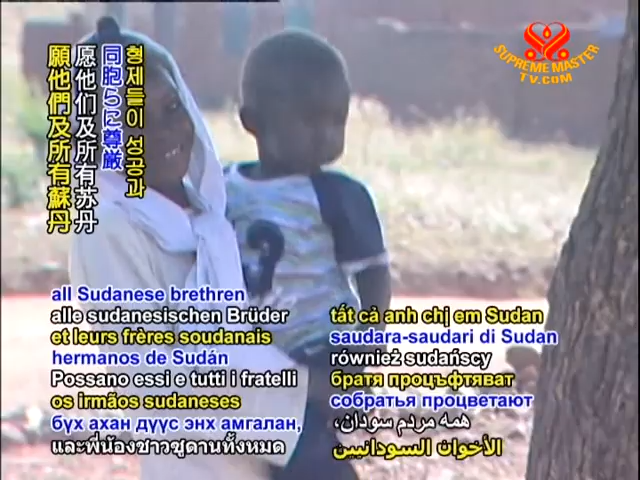 SUPREME MASTER
TV.COM
형제들이 성공과
同胞らに尊厳
愿他们及所有苏丹
願他們及所有蘇丹
all Sudanese brethren
alle sudanesischen Brüder
et leurs frères soudanais
hermanos de Sudán
Possano essi e tutti i fratelli
os irmãos sudaneses
бүх ахан дүүс энх амгалан,
และพี่น้องชาวซูดานทั้งหมด
tất cả anh chị em Sudan
saudara-saudari di Sudan
również sudańscy
братя процъфтяват
собратья процветают
همه مردم سودان،
الأخوان السودانيين